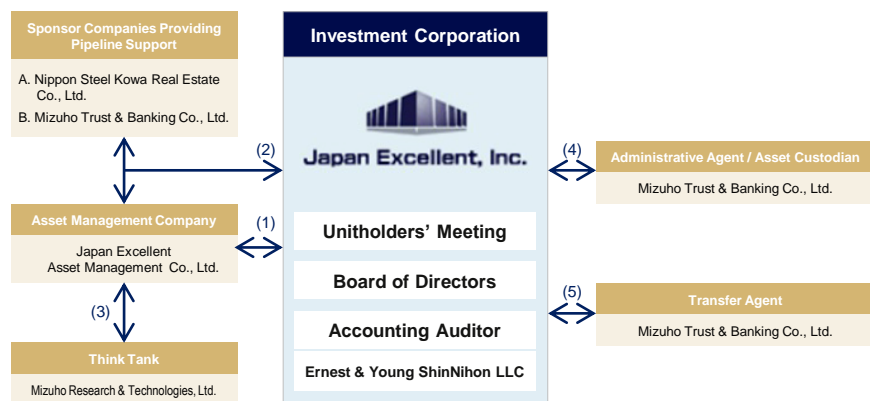 Sponsor Companies Providing
Pipeline Support
A. Nippon Steel Kowa Real Estate
Co., Ltd.
B. Mizuho Trust & Banking Co., Ltd.
(2)
Asset Management Company
Japan Excellent
Asset Management Co., Ltd.
(1)
(3)
Think Tank
Mizuho Research & Technologies, Ltd.
Investment Corporation
Japan Excellent, Inc.
Unitholders' Meeting
Board of Directors
Accounting Auditor
Ernest & Young ShinNihon LLC
(4)
Administrative Agent / Asset Custodian
Mizuho Trust & Banking Co., Ltd.
(5)
Transfer Agent
Mizuho Trust & Banking Co., Ltd.